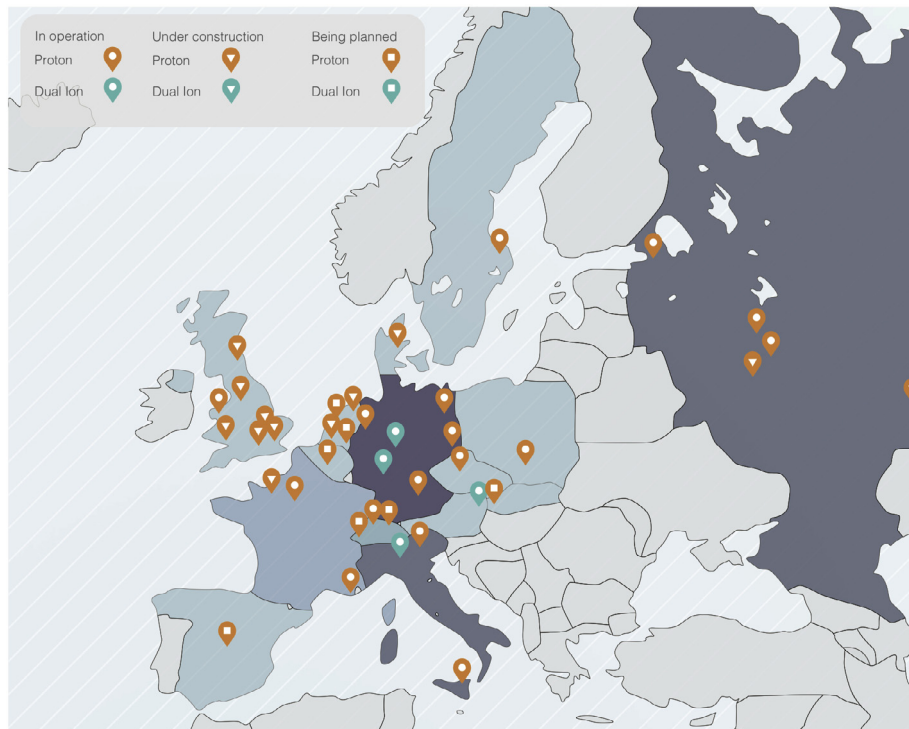 In operation Under construction Being planned
Proton Proton Proton
Dual Ion Dual Ion Dual Ion